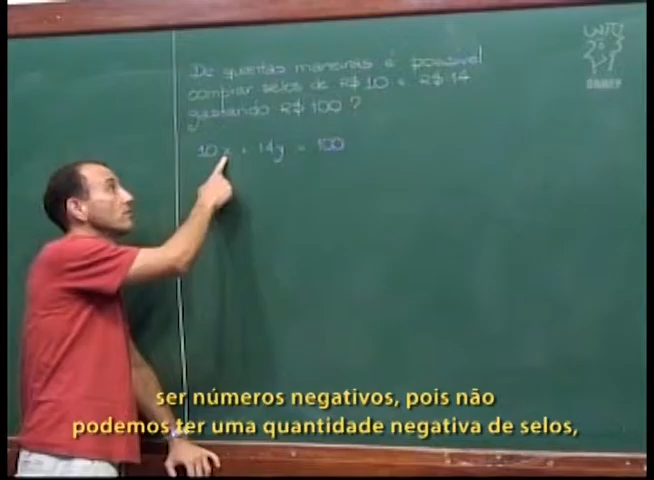 De quantas maneiras é possível
comprar selos de R$10 e R$14
gastando R$100?
10x + 14y = 100
ser números negativos, pois não
podemos ter uma quantidade negativa de selos,